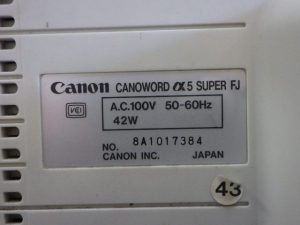 Canon CANOWORD α5 SUPER FJ
A.C.100V 50-60Hz
42W
NO. 8A1017384
CANON INC. JAPAN
43